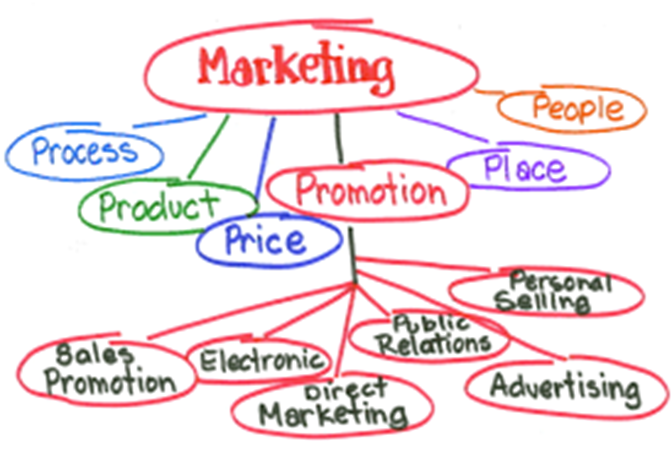 Marketing
People
Process
Place
Product
Promotion
Price
Personal
Selling
Public
Relations
Sales
Promotion
Electronic
Direct
Marketing
Advertising